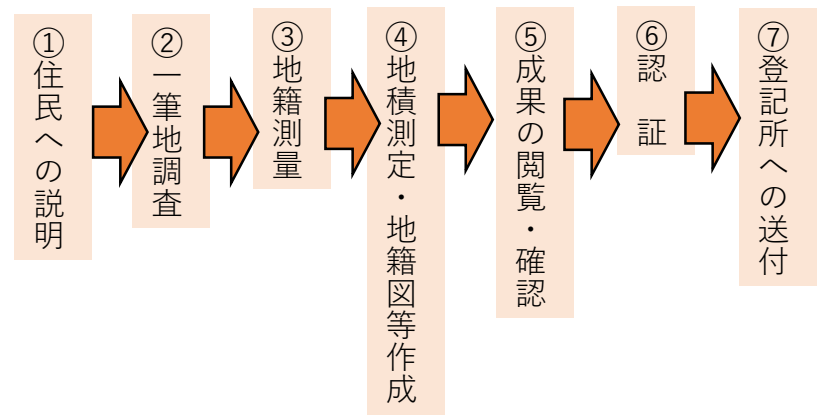 ①住民への説明
②一筆地調査
③地籍測量
④地積測定・地籍図等作成
⑤成果の閲覧・確認
⑥認　証
⑦登記所への送付